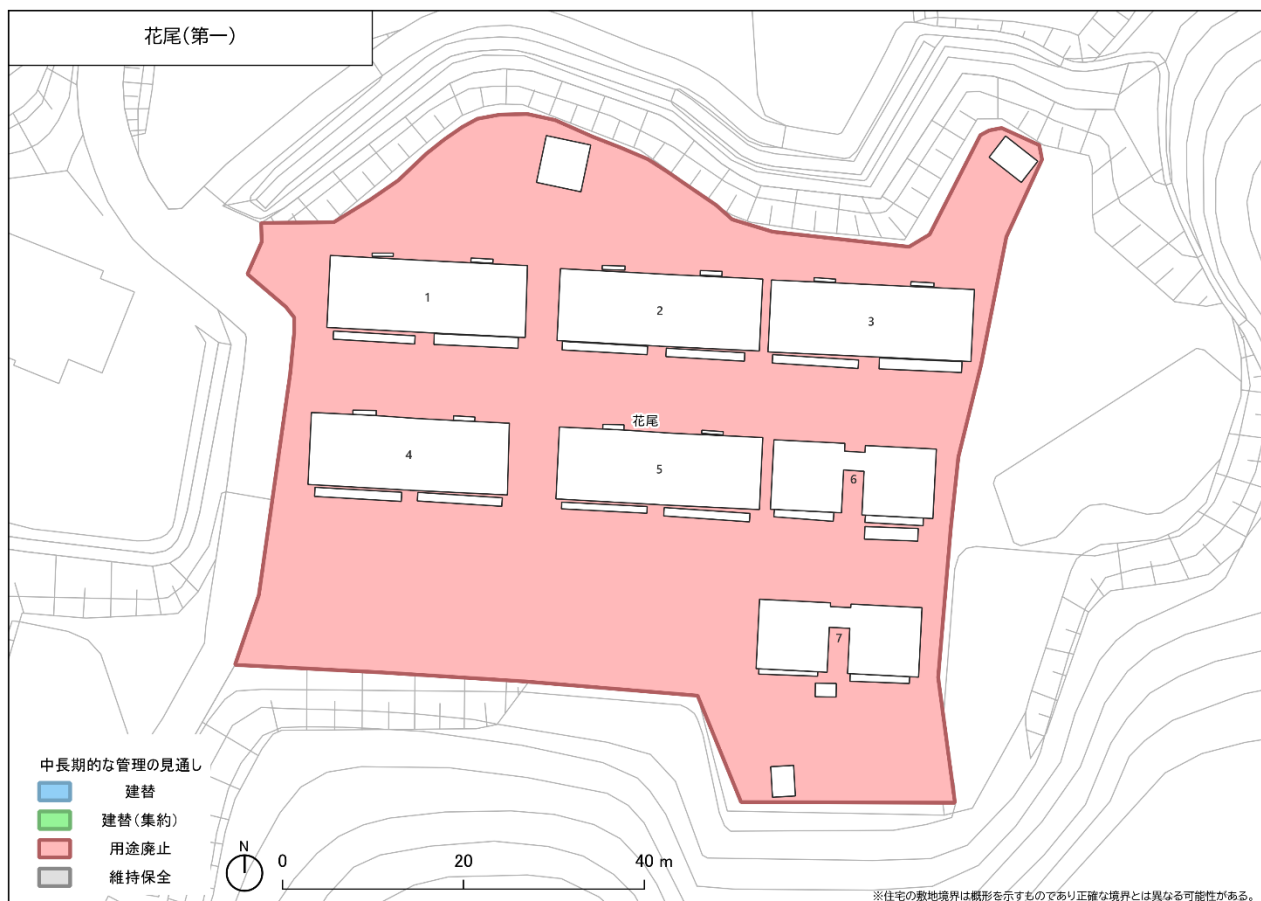 花尾(第一)
1
2
3
花尾
4
5
6
7
中長期的な管理の見通し
建替
建替(集約)
用途廃止
維持保全
N
0 20 40 m
※住宅の敷地境界は概形を示すものであり正確な境界とは異なる可能性がある。